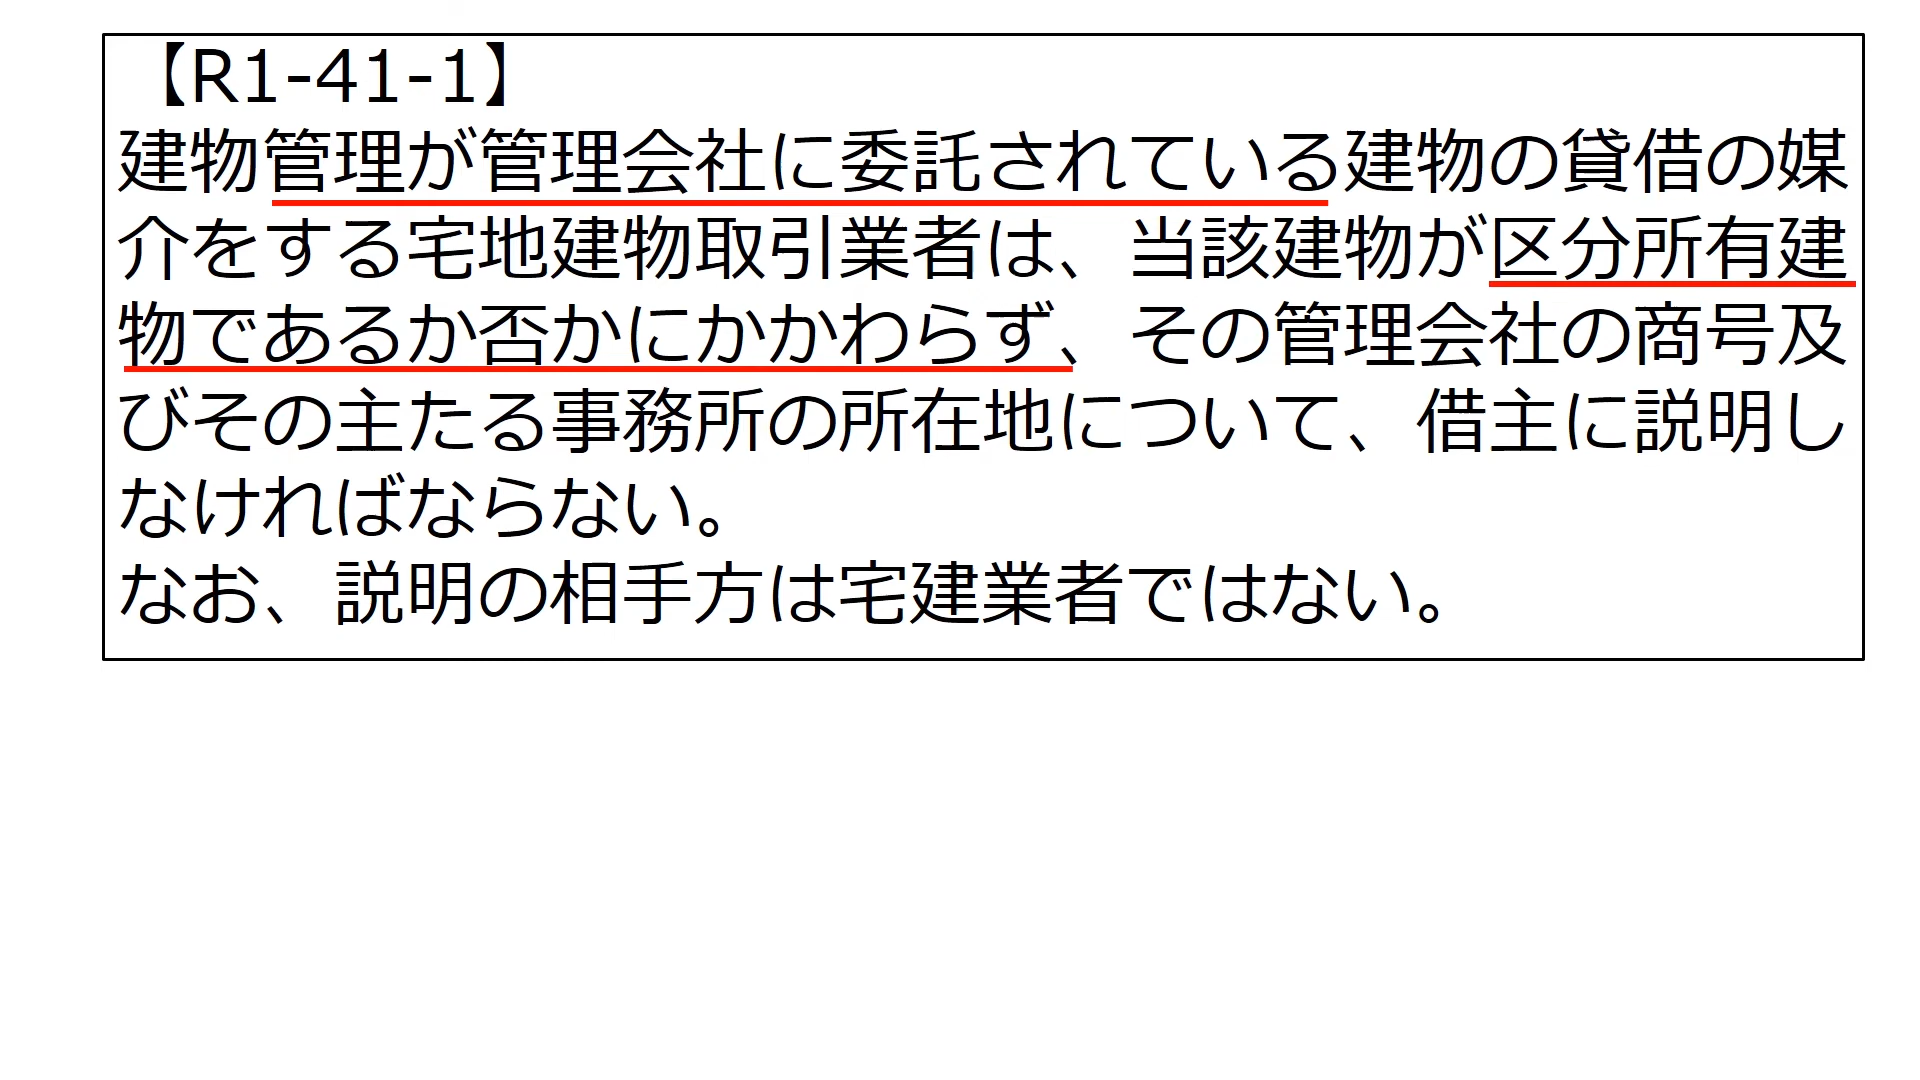 【R1-41-1】
建物管理が管理会社に委託されている建物の貸借の媒
介をする宅地建物取引業者は、当該建物が区分所有建
物であるか否かにかかわらず、その管理会社の商号及
びその主たる事務所の所在地について、借主に説明し
なければならない。
なお、説明の相手方は宅建業者ではない。